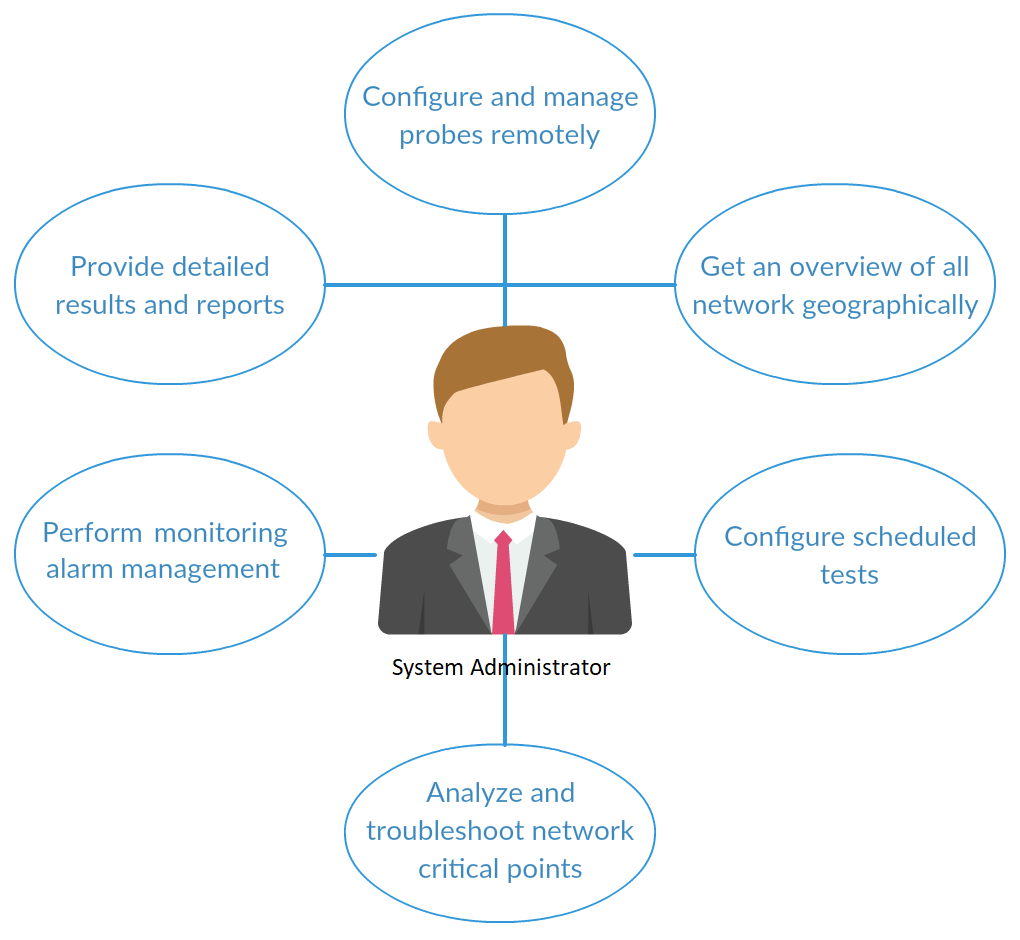 Configure and manage
probes remotely
Provide detailed
results and reports
Get an overview of all
network geographically
Perform monitoring
alarm management
Configure scheduled
tests
System Administrator
Analyze and
troubleshoot network
critical points